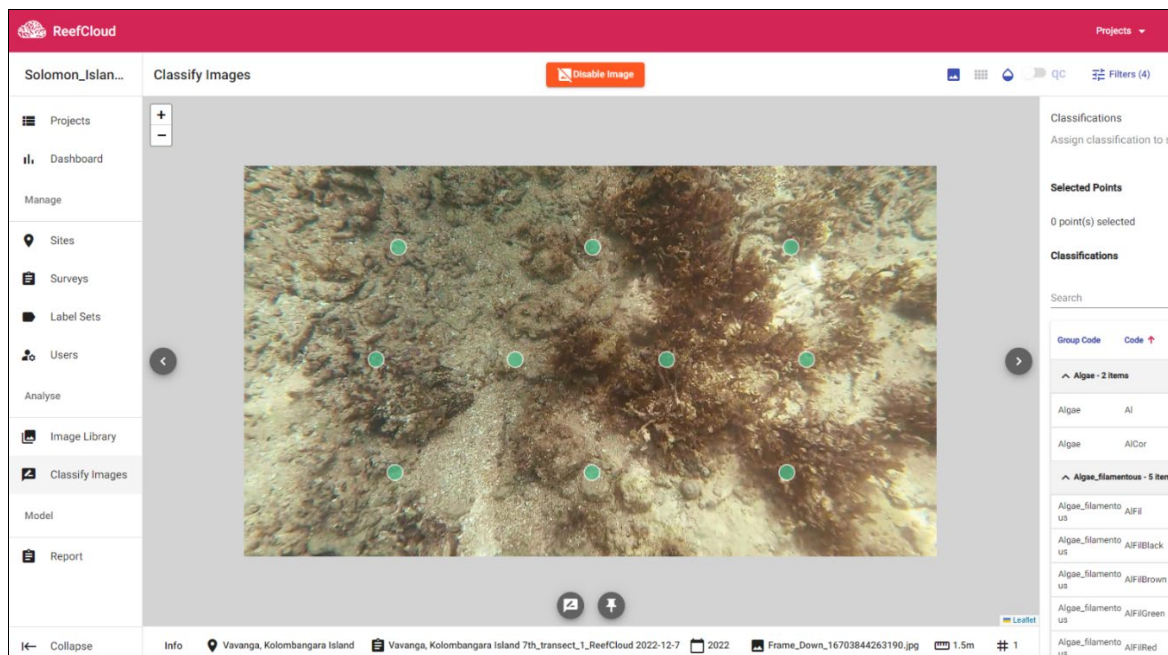 ReefCloud
Projects
Solomon_Islan...
Classify Images
Disable Image
qc
Filters (4)
+
−
Projects
Dashboard
Manage
Sites
Surveys
Label Sets
Users
Analyse
Image Library
Classify Images
Model
Report
Collapse
Classifications
Assign classification to s
Selected Points
0 point(s) selected
Classifications
Search
Group Code Code
Algae - 2 items
Algae Al
Algae AlCor
Algae_filamentous - 5 item
Algae_filamento
us AlFil
Algae_filamento
us AlFilBlack
Algae_filamento
us AlFilBrown
Algae_filamento
us AlFilGreen
Algae_filamento
us AlFilRed
Leaflet
Info Vavanga, Kolombangara Island Vavanga, Kolombangara Island 7th_transect_1_ReefCloud 2022-12-7 2022 Frame_Down_16703844263190.jpg 1.5m # 1